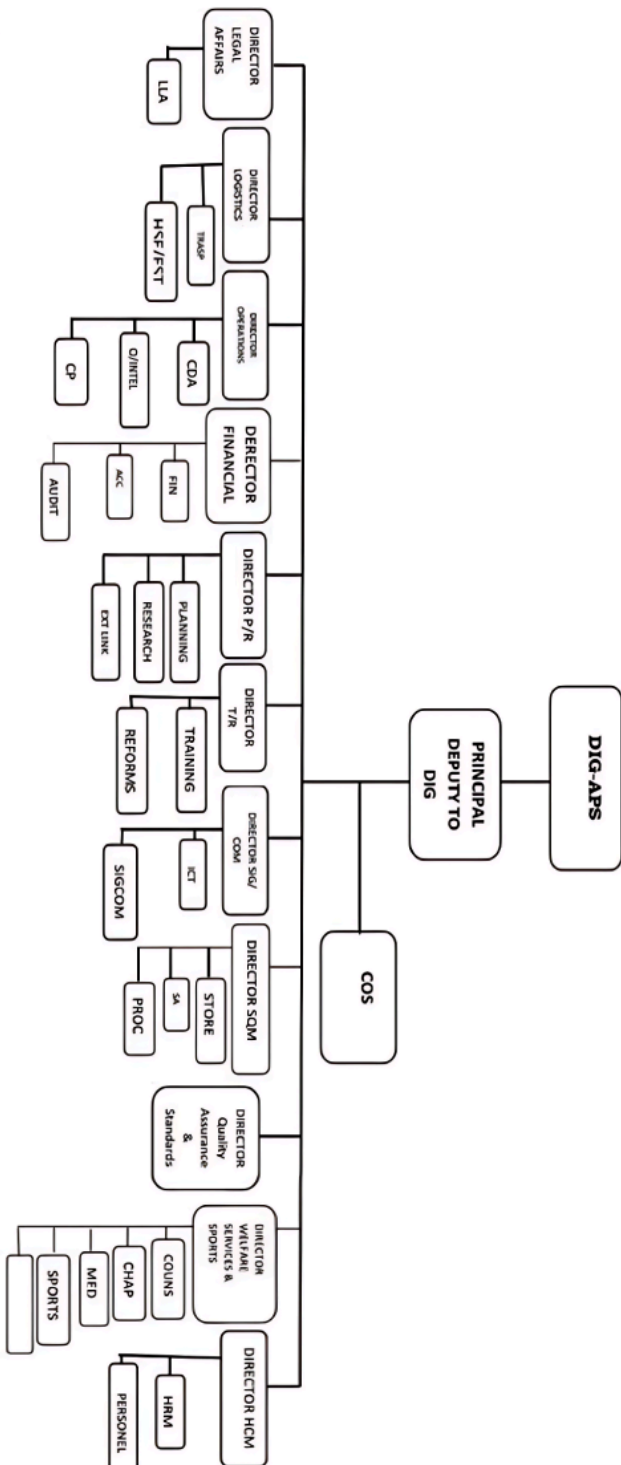 DIG-APS
PRINCIPAL
DEPUTY TO
DIG
COS
DIRECTOR
LEGAL
AFFAIRS
LLA
DIRECTOR
LOGISTICS
TRASP
HSE/EST
DIRECTOR
OPERATIONS
CDA
O/INTEL
CP
DERECTOR
FINANCIAL
FIN
ACC
AUDIT
DIRECTOR P/R
PLANNING
RESEARCH
EXT LINK
DIRECTOR
T/R
TRAINING
REFORMS
DIRECTOR SIG/
COM
ICT
SIGCOM
DIRECTOR SQM
STORE
SA
PROC
DIRECTOR
Quality
Assurance
&
Standards
DIRECTOR
WELFARE
SERVICES &
SPORTS
COUNS
CHAP
MED
SPORTS
DIRECTOR HCM
HRM
PERSONEL